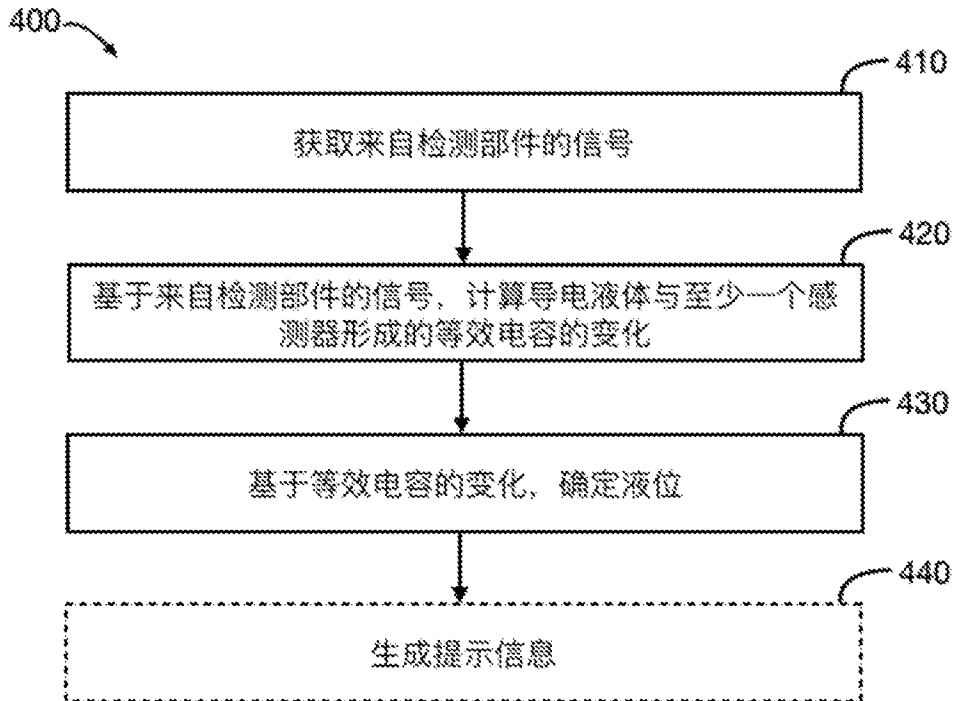 400
410
获取来自检测部件的信号
420
基于来自检测部件的信号，计算导电液体与至少一个感
测器形成的等效电容的变化
430
基于等效电容的变化，确定液位
440
生成提示信息